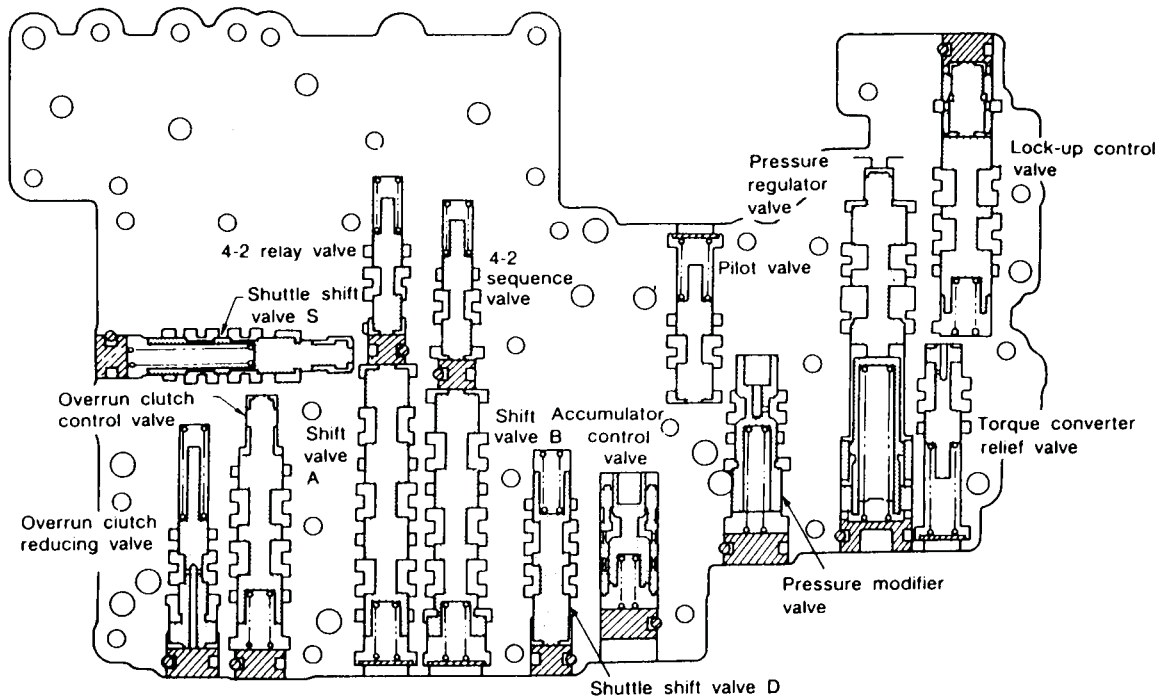 Lock-up control
valve
Pressure
regulator
valve
4-2 relay valve
4-2
sequence
valve
Pilot valve
Shuttle shift
valve S
Overrun clutch
control valve
Shift
valve
A
Shift
valve B
Accumulator
control
valve
Torque converter
relief valve
Overrun clutch
reducing valve
Pressure modifier
valve
Shuttle shift valve D